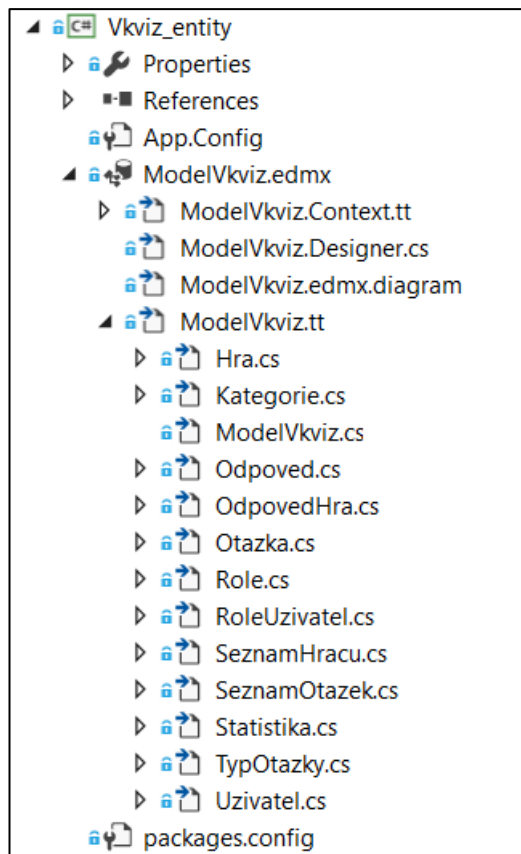 C# Vkviz_entity
Properties
References
App.Config
ModelVkviz.edmx
ModelVkviz.Context.tt
ModelVkviz.Designer.cs
ModelVkviz.edmx.diagram
ModelVkviz.tt
Hra.cs
Kategorie.cs
ModelVkviz.cs
Odpoved.cs
OdpovedHra.cs
Otazka.cs
Role.cs
RoleUzivatel.cs
SeznamHracu.cs
SeznamOtazek.cs
Statistika.cs
TypOtazky.cs
Uzivatel.cs
packages.config